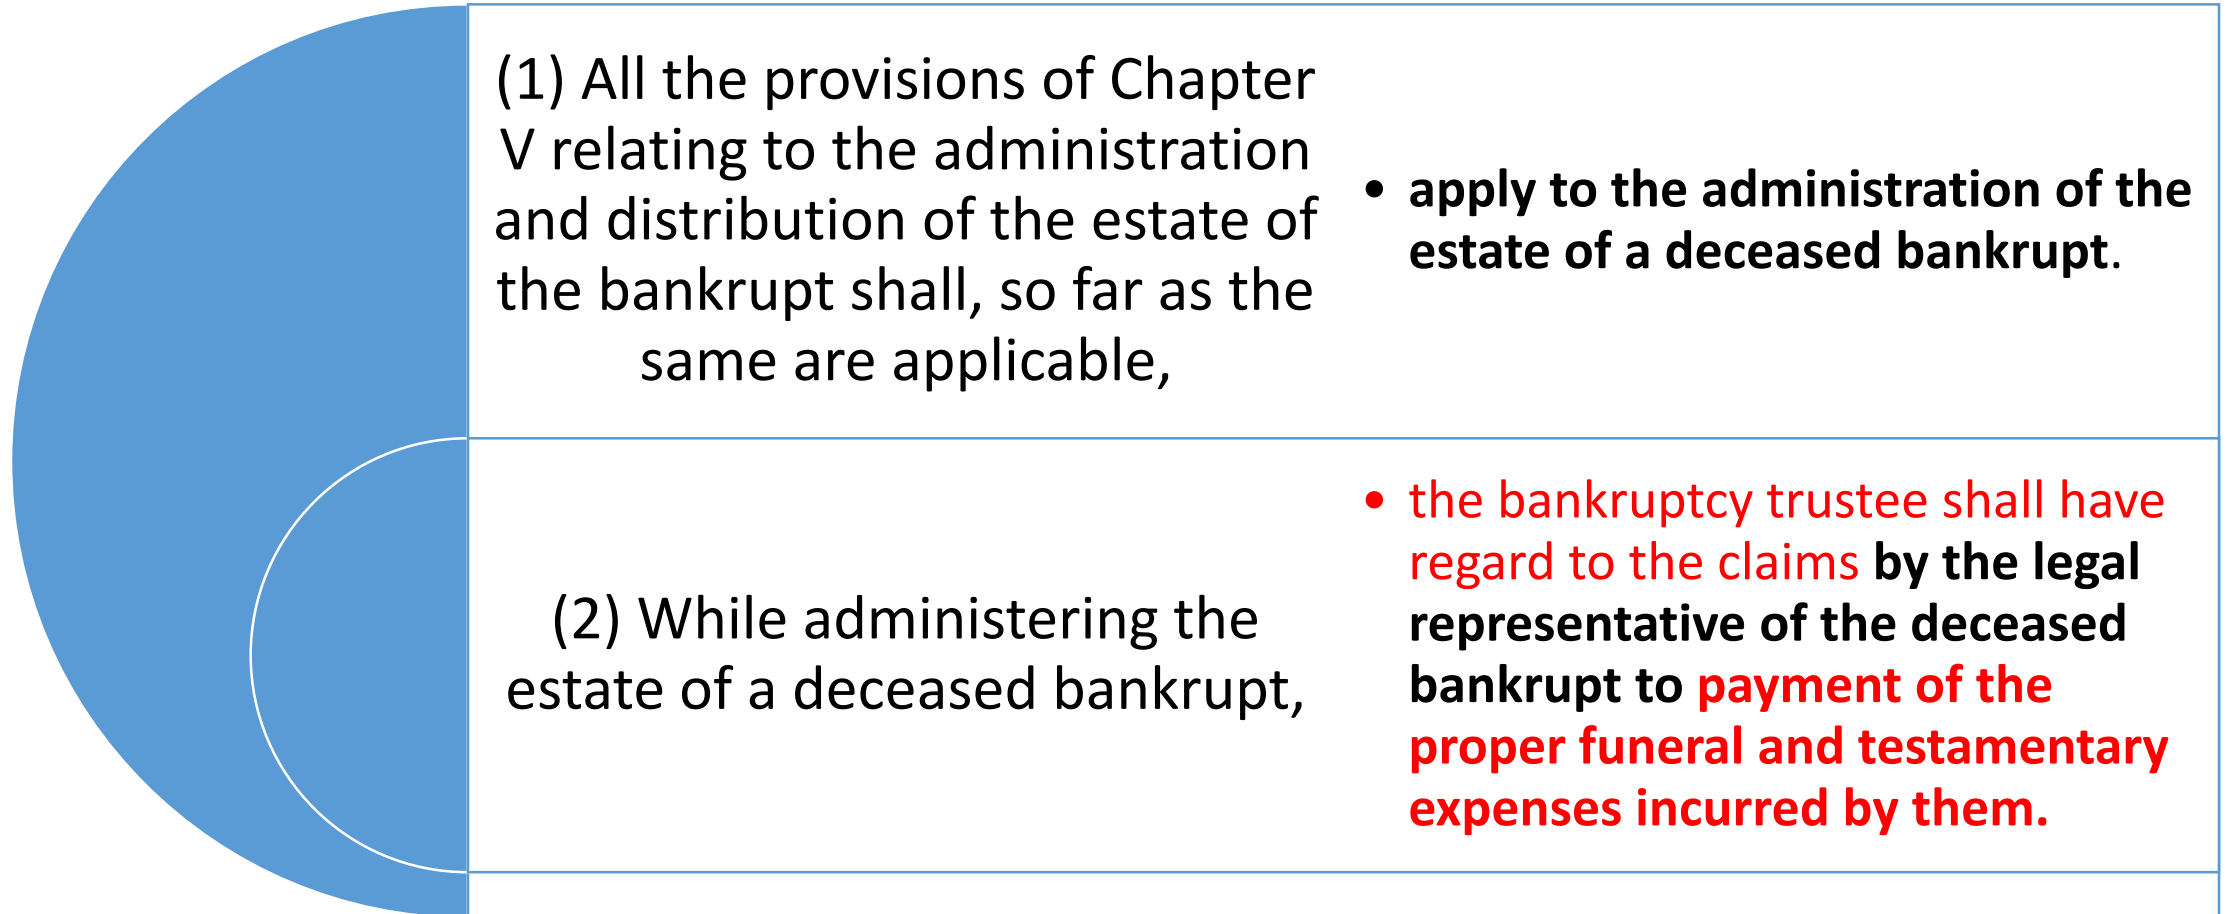 (1) All the provisions of Chapter
V relating to the administration
and distribution of the estate of
the bankrupt shall, so far as the
same are applicable,
• apply to the administration of the
estate of a deceased bankrupt.
(2) While administering the
estate of a deceased bankrupt,
• the bankruptcy trustee shall have
regard to the claims by the legal
representative of the deceased
bankrupt to payment of the
proper funeral and testamentary
expenses incurred by them.